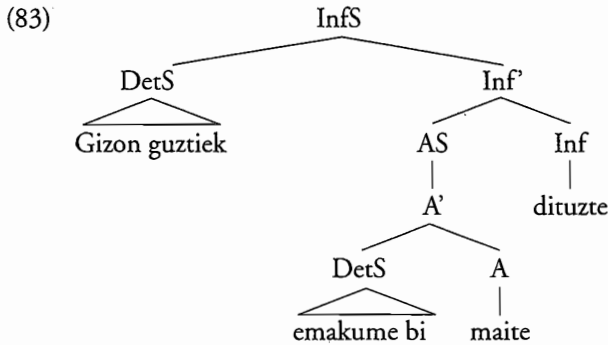 (83) InfS
DetS Inf'
Gizon guztiek AS Inf
A' dituzte
DetS A
emakume bi maite